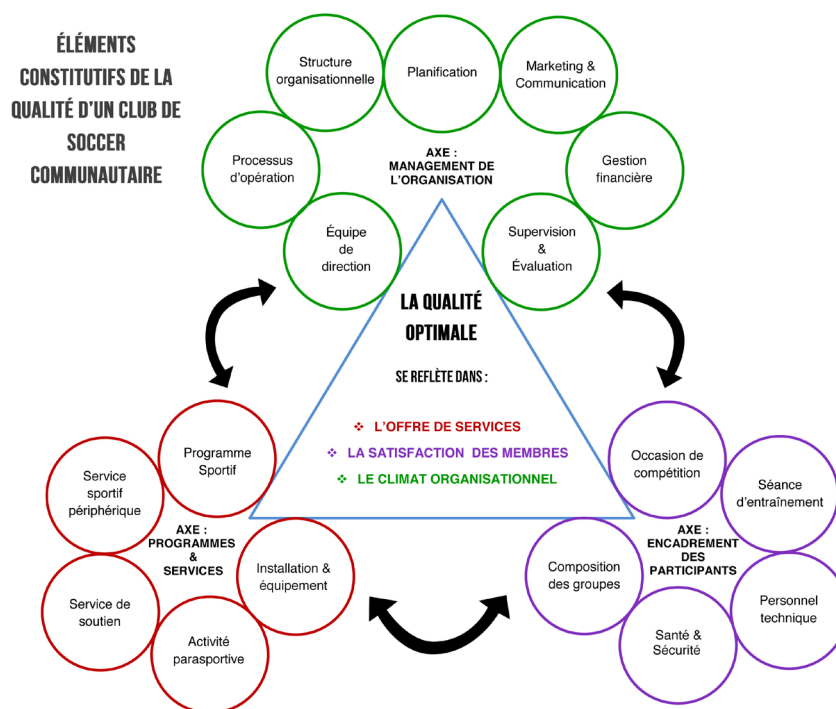 ÉLÉMENTS
CONSTITUTIFS DE LA
QUALITÉ D'UN CLUB DE
SOCCER
COMMUNAUTAIRE
Structure
organisationnelle
Planification
Marketing &
Communication
Processus
d'opération
AXE :
MANAGEMENT DE
L'ORGANISATION
Gestion
financière
Équipe
de
direction
Supervision
&
Évaluation
LA QUALITÉ
OPTIMALE
SE REFLÈTE DANS :
❖ L'OFFRE DE SERVICES
❖ LA SATISFACTION DES MEMBRES
❖ LE CLIMAT ORGANISATIONNEL
Programme
Sportif
Service
sportif
périphérique
AXE :
PROGRAMMES
&
SERVICES
Installation &
équipement
Service de
soutien
Activité
parasportive
Occasion de
compétition
Séance
d'entraînement
AXE :
ENCADREMENT
DES
PARTICIPANTS
Composition
des groupes
Personnel
technique
Santé &
Sécurité